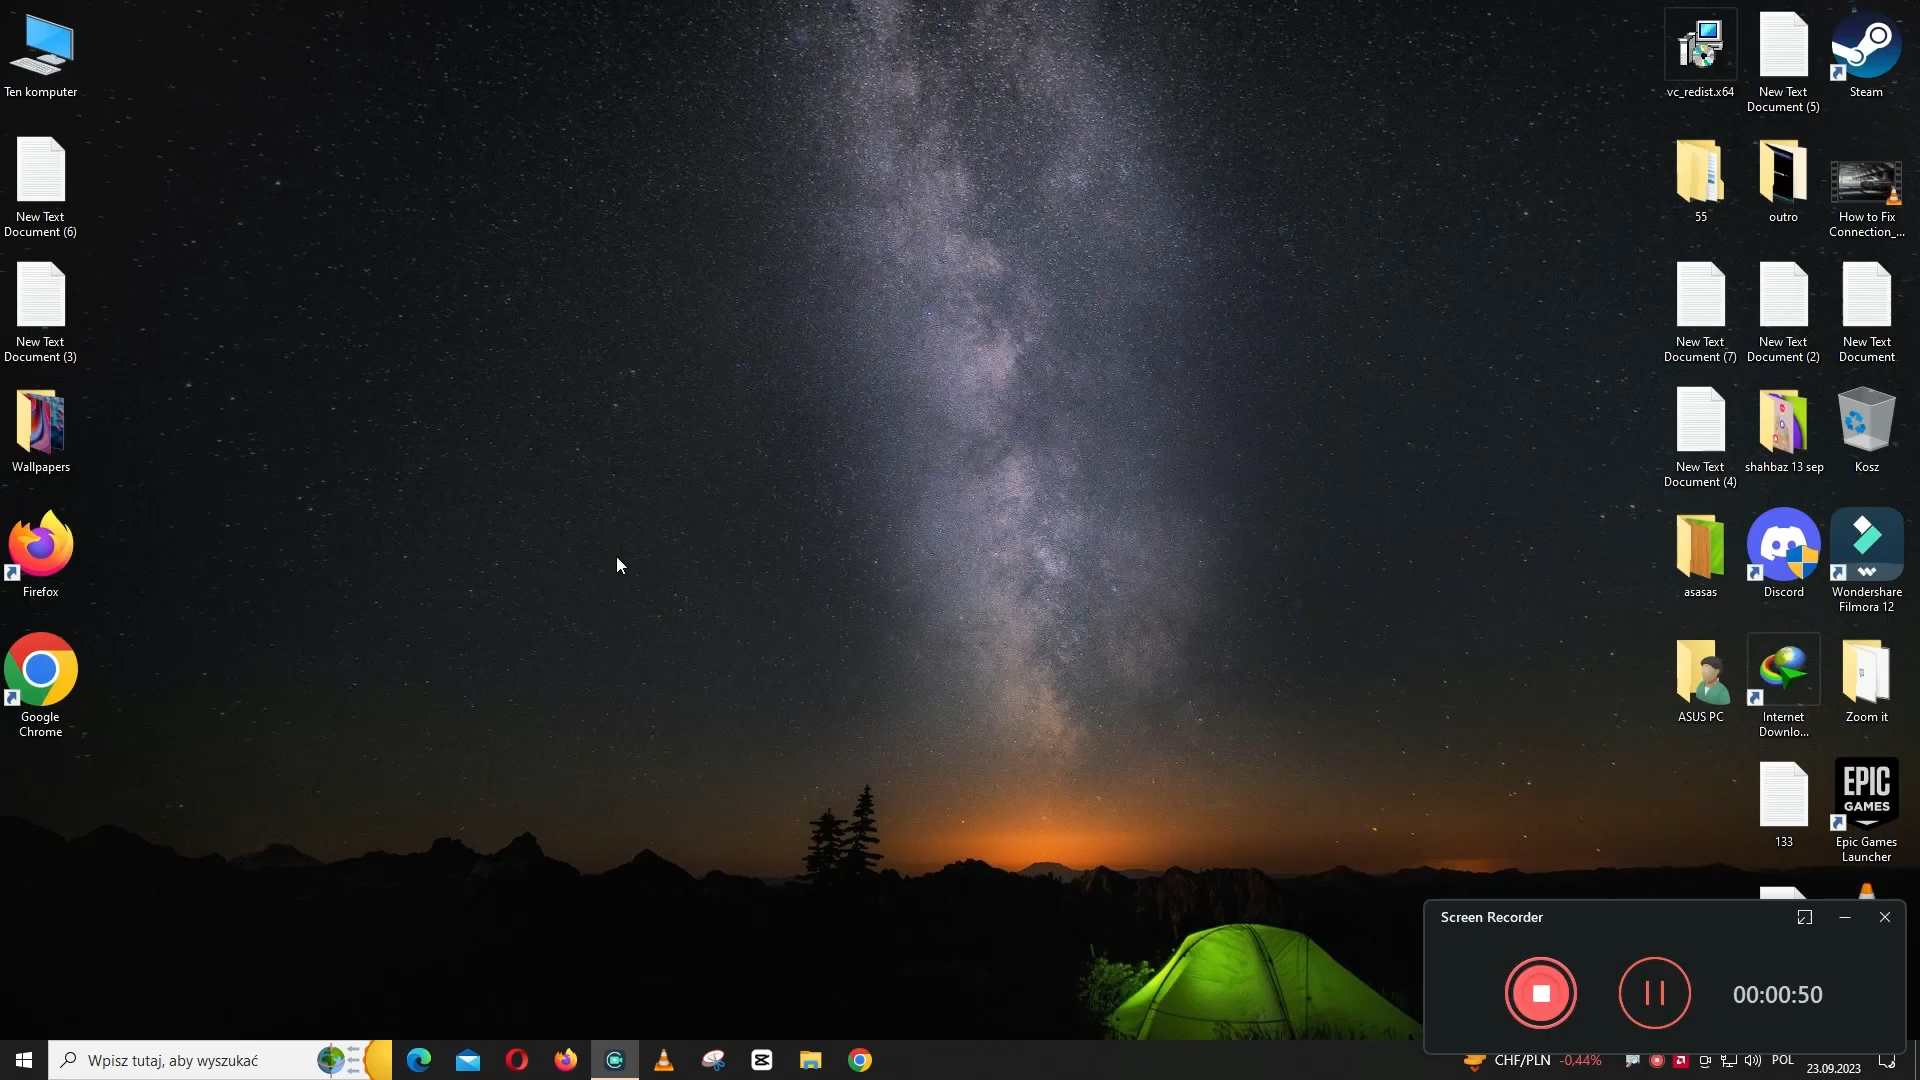 Ten komputer
New Text
Document (6)
New Text
Document (3)
Wallpapers
Firefox
Google
Chrome
vc_redist.x64
New Text
Document (5)
Steam
55
outro
How to Fix
Connection_...
New Text
Document (7)
New Text
Document (2)
New Text
Document
New Text
Document (4)
shahbaz 13 sep
Kosz
asasas
Discord
Wondershare
Filmora 12
ASUS PC
Internet
Downlo...
Zoom it
133
EPIC
GAMES
Epic Games
Launcher
Screen Recorder
00:00:50
Wpisz tutaj, aby wyszukać
CHF/PLN -0,44%
POL
23.09.2023